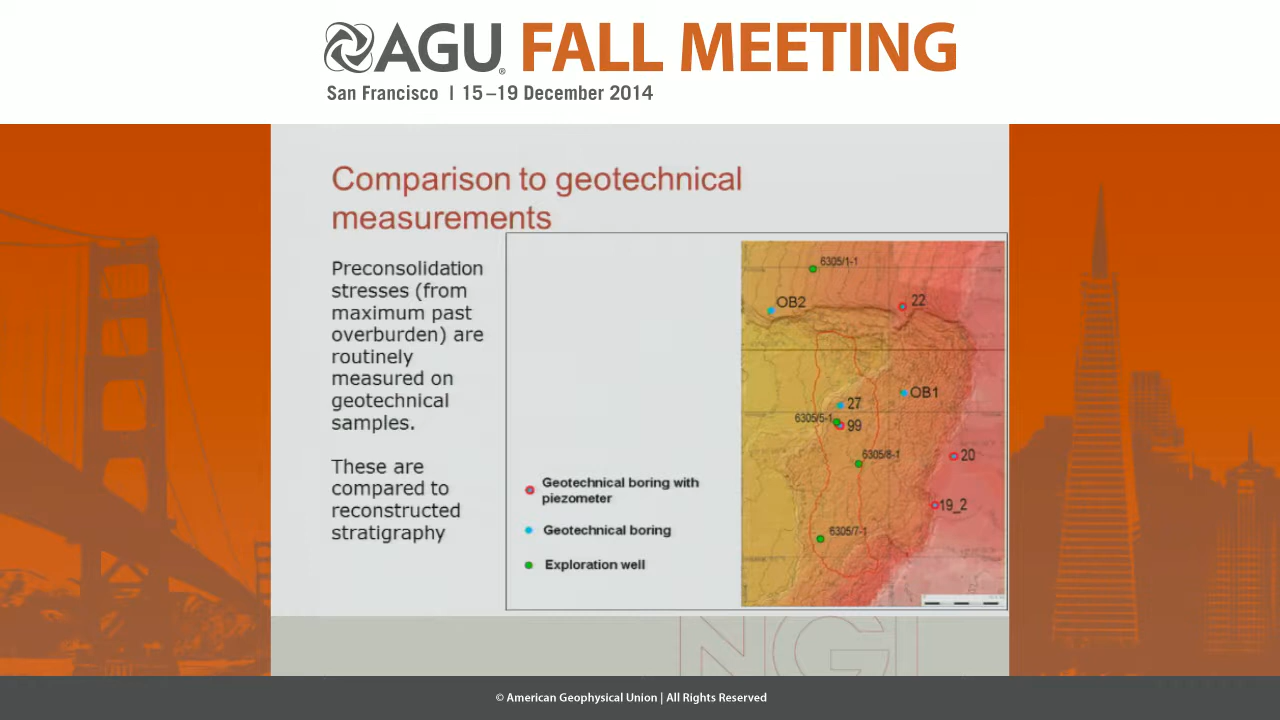 AGU FALL MEETING
San Francisco | 15–19 December 2014
Comparison to geotechnical
measurements
Preconsolidation
stresses (from
maximum past
overburden) are
routinely
measured on
geotechnical
samples.
These are
compared to
reconstructed
stratigraphy
Geotechnical boring with
piezometer
Geotechnical boring
Exploration well
6305/1-1
OB2
22
OB1
27
6305/5-1
99
6305/8-1
20
19_2
6305/7-1
NGI
© American Geophysical Union | All Rights Reserved